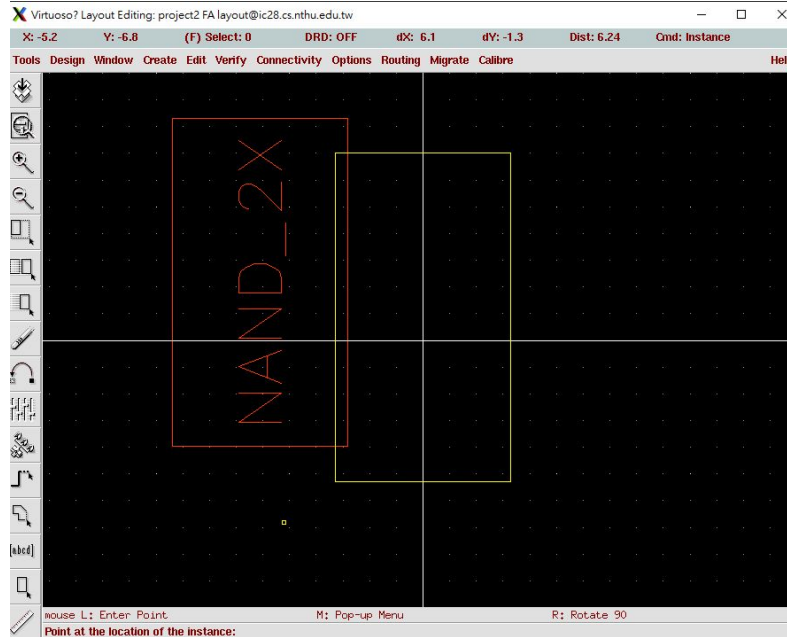 Virtuoso? Layout Editing: project2 FA layout@ic28.cs.nthu.edu.tw
X: -5.2 Y: -6.8 (F) Select: 0 DRD: OFF dX: 6.1 dY: -1.3 Dist: 6.24 Cmd: Instance
Tools Design Window Create Edit Verify Connectivity Options Routing Migrate Calibre Hel
NAND_2X
[abcd]
mouse L: Enter Point M: Pop-up Menu R: Rotate 90
Point at the location of the instance: